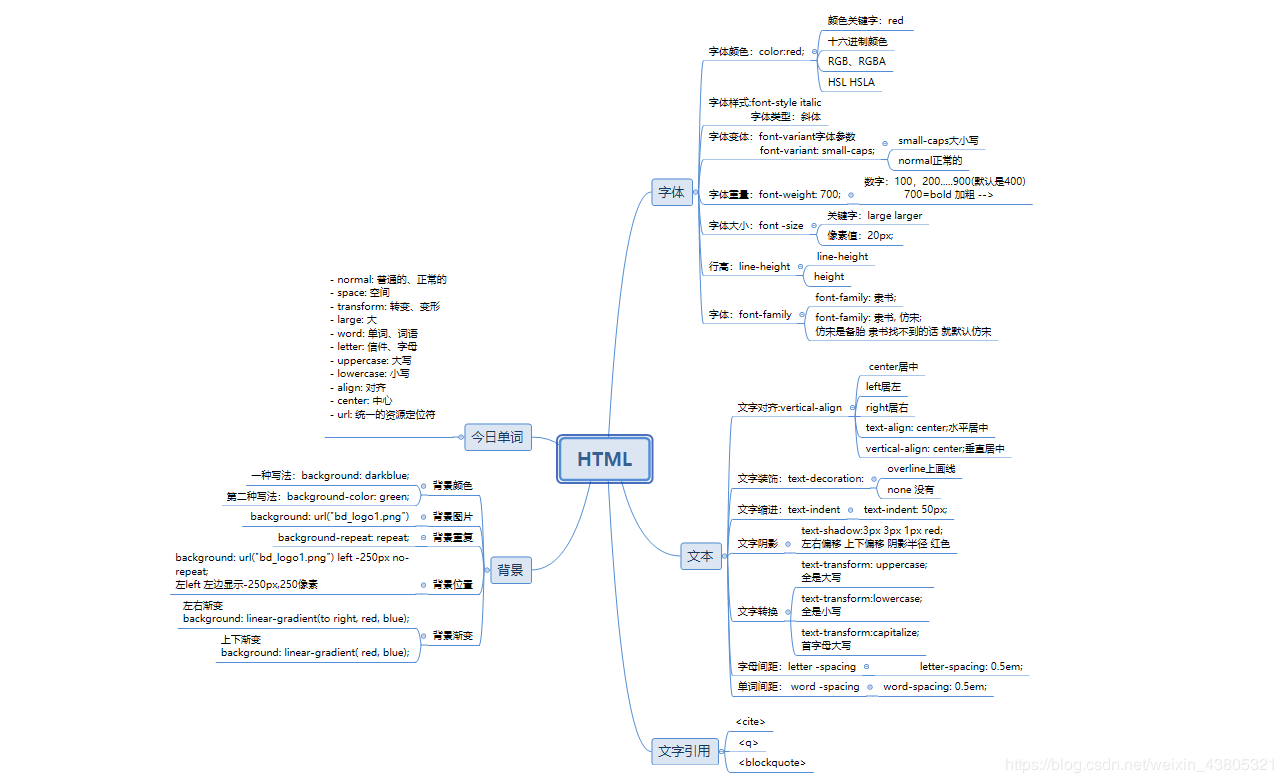 HTML
字体
字体颜色：color:red;
颜色关键字：red
十六进制颜色
RGB、RGBA
HSL HSLA
字体样式:font-style italic
字体类型：斜体
字体变体：font-variant字体参数
font-variant: small-caps;
small-caps大小写
normal正常的
字体重量：font-weight: 700;
数字：100，200.....900(默认是400)
700=bold 加粗 -->
字体大小：font -size
关键字：large larger
像素值：20px;
行高：line-height
line-height
height
字体：font-family
font-family: 隶书;
font-family: 隶书, 仿宋;
仿宋是备胎 隶书找不到的话 就默认仿宋
文本
文字对齐:vertical-align
center居中
left居左
right居右
text-align: center;水平居中
vertical-align: center;垂直居中
文字装饰：text-decoration:
overline上画线
none 没有
文字缩进：text-indent
text-indent: 50px;
文字阴影
text-shadow:3px 3px 1px red;
左右偏移 上下偏移 阴影半径 红色
文字转换
text-transform: uppercase;
全是大写
text-transform:lowercase;
全是小写
text-transform:capitalize;
首字母大写
字母间距：letter -spacing
letter-spacing: 0.5em;
单词间距： word -spacing
word-spacing: 0.5em;
文字引用
<cite>
<q>
<blockquote>
今日单词
- normal: 普通的、正常的
- space: 空间
- transform: 转变、变形
- large: 大
- word: 单词、词语
- letter: 信件、字母
- uppercase: 大写
- lowercase: 小写
- align: 对齐
- center: 中心
- url: 统一的资源定位符
背景
背景颜色
一种写法：background: darkblue;
第二种写法：background-color: green;
背景图片
background: url("bd_logo1.png")
背景重复
background-repeat: repeat;
背景位置
background: url("bd_logo1.png") left -250px no-
repeat;
左left 左边显示-250px,250像素
背景渐变
左右渐变
background: linear-gradient(to right, red, blue);
上下渐变
background: linear-gradient( red, blue);
https://blog.csdn.net/weixin_43805321